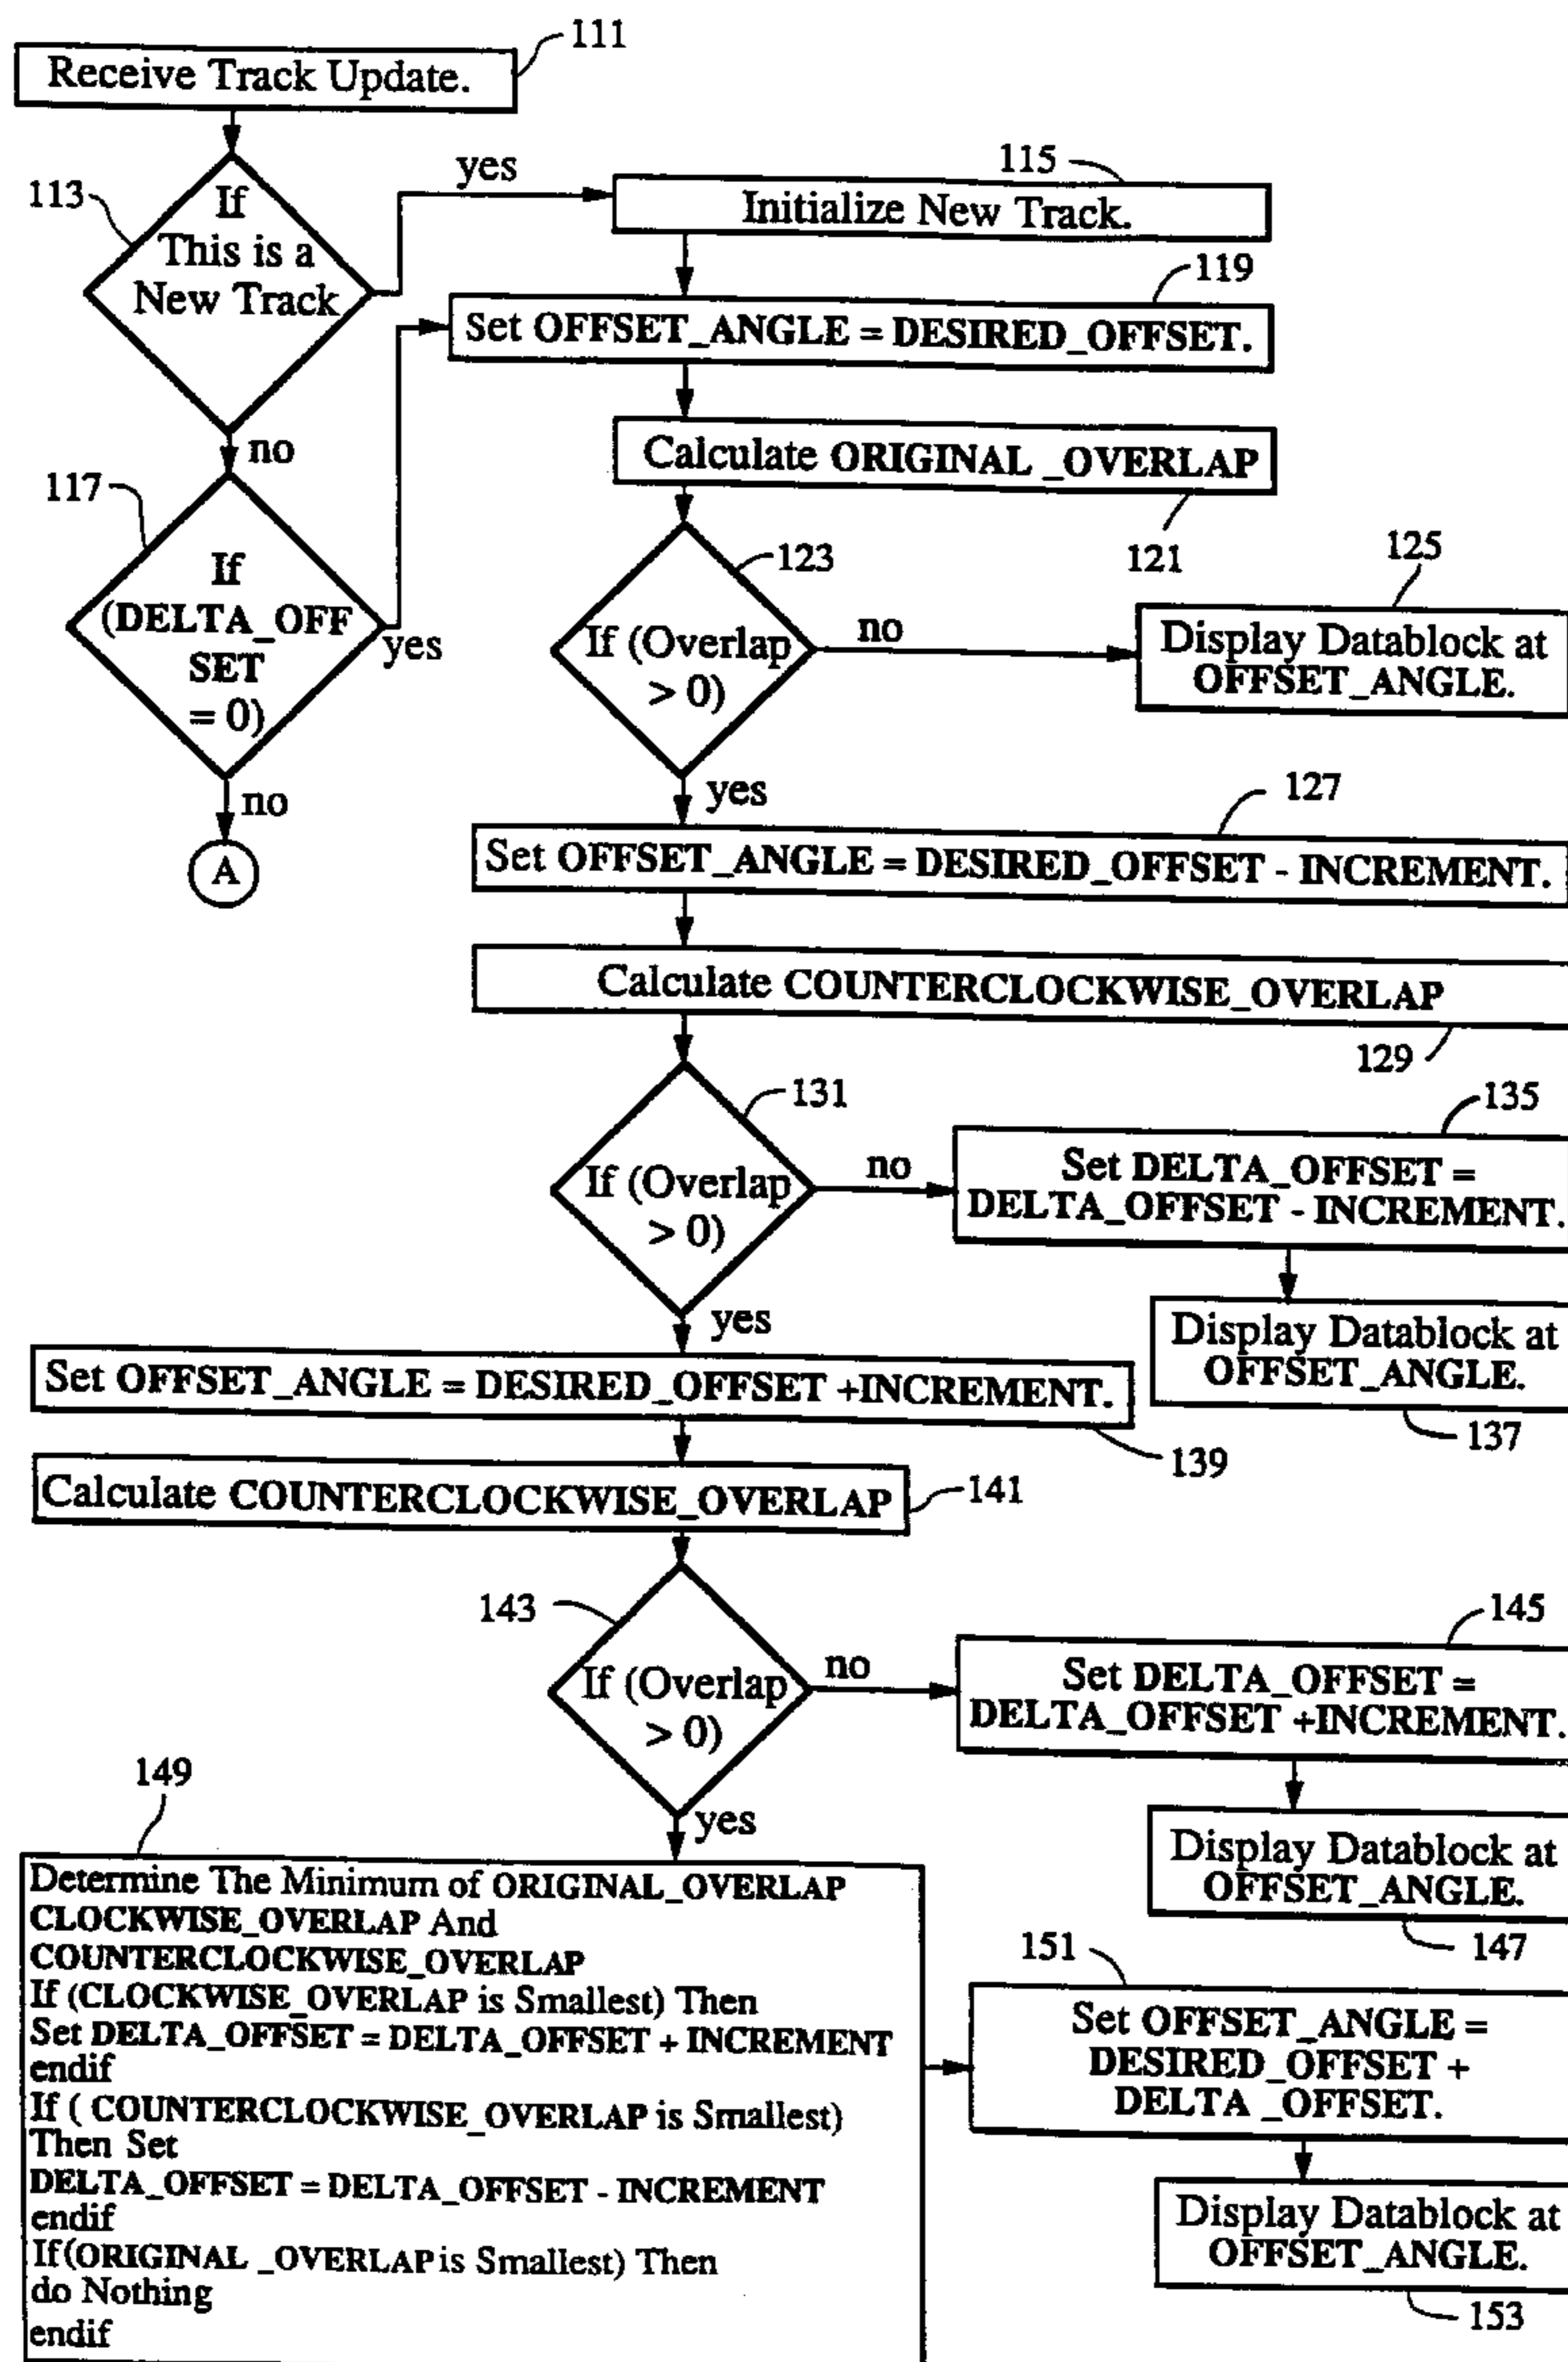 111
Receive Track Update.
113
If
This is a
New Track
yes
115
Initialize New Track.
119
Set OFFSET_ANGLE = DESIRED_OFFSET.
no
117
If
(DELTA_OFF
SET
= 0)
yes
Calculate ORIGINAL _OVERLAP
121
123
If (Overlap
> 0)
no
125
Display Datablock at
OFFSET_ANGLE.
no
A
yes
127
Set OFFSET_ANGLE = DESIRED_OFFSET - INCREMENT.
Calculate COUNTERCLOCKWISE_OVERLAP
129
131
If (Overlap
> 0)
no
135
Set DELTA_OFFSET =
DELTA_OFFSET - INCREMENT.
Display Datablock at
OFFSET_ANGLE.
137
yes
Set OFFSET_ANGLE = DESIRED_OFFSET +INCREMENT.
139
Calculate COUNTERCLOCKWISE_OVERLAP
141
143
If (Overlap
> 0)
no
145
Set DELTA_OFFSET =
DELTA_OFFSET +INCREMENT.
Display Datablock at
OFFSET_ANGLE.
147
yes
149
Determine The Minimum of ORIGINAL_OVERLAP
CLOCKWISE_OVERLAP And
COUNTERCLOCKWISE_OVERLAP
If (CLOCKWISE_OVERLAP is Smallest) Then
Set DELTA_OFFSET = DELTA_OFFSET + INCREMENT
endif
If ( COUNTERCLOCKWISE_OVERLAP is Smallest)
Then Set
DELTA_OFFSET = DELTA_OFFSET - INCREMENT
endif
If (ORIGINAL _OVERLAP is Smallest) Then
do Nothing
endif
151
Set OFFSET_ANGLE =
DESIRED_OFFSET +
DELTA _OFFSET.
Display Datablock at
OFFSET_ANGLE.
153